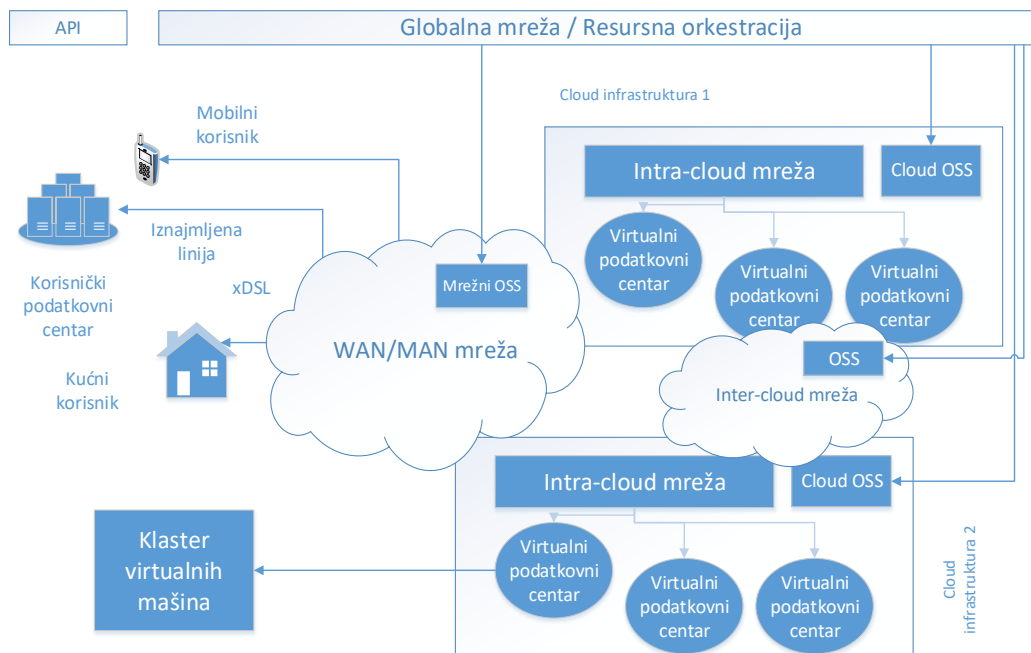 API
Globalna mreža / Resursna orkestracija
Cloud infrastruktura 1
Mobilni
korisnik
Intra-cloud mreža
Cloud OSS
Iznajmljena
linija
Virtualni
podatkovni
centar
Virtualni
podatkovni
centar
Virtualni
podatkovni
centar
Korisnički
podatkovni
centar
xDSL
Mrežni OSS
WAN/MAN mreža
OSS
Inter-cloud mreža
Kućni
korisnik
Intra-cloud mreža
Cloud OSS
Klaster
virtualnih
mašina
Virtualni
podatkovni
centar
Virtualni
podatkovni
centar
Virtualni
podatkovni
centar
Cloud
infrastruktura 2